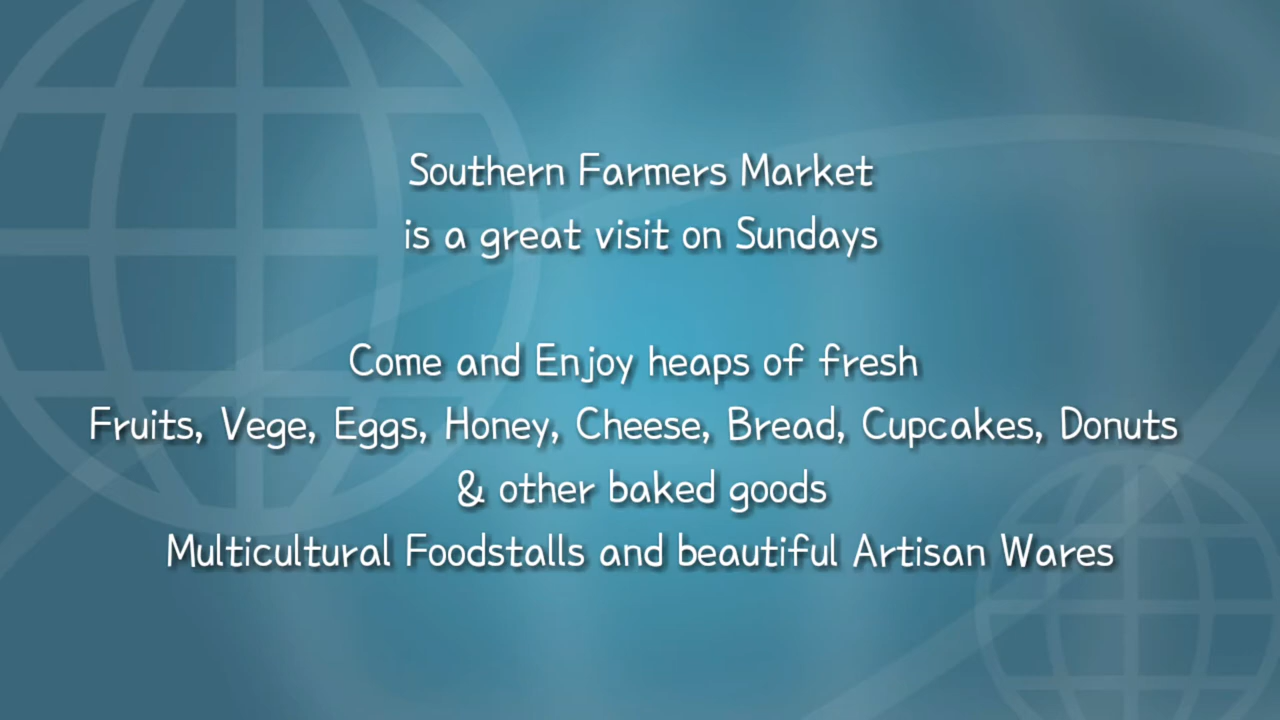 Southern Farmers Market
is a great visit on Sundays
Come and Enjoy heaps of fresh
Fruits, Vege, Eggs, Honey, Cheese, Bread, Cupcakes, Donuts
& other baked goods
Multicultural Foodstalls and beautiful Artisan Wares